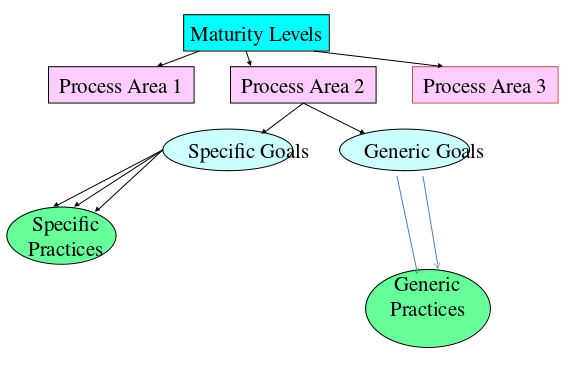 Maturity Levels
Process Area 1
Process Area 2
Process Area 3
Specific Goals
Generic Goals
Specific
Practices
Generic
Practices